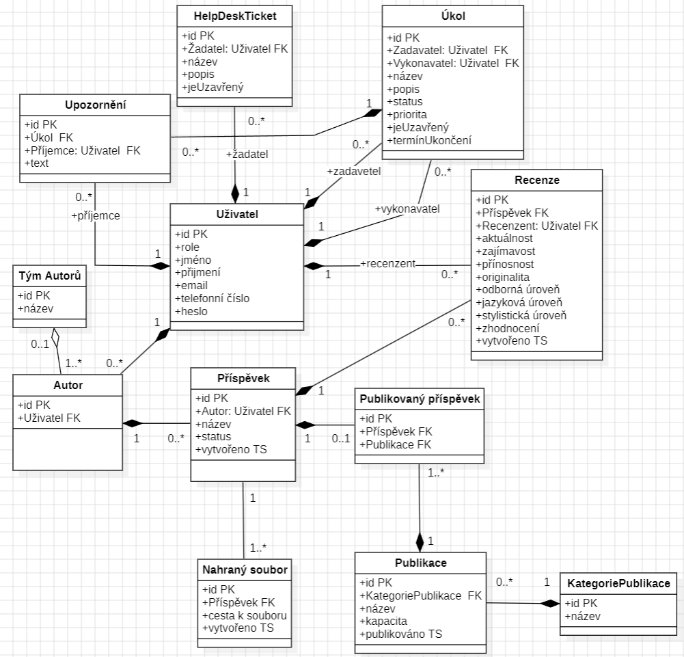 HelpDeskTicket
+id PK
+Žadatel: Uživatel FK
+název
+popis
+jeUzavřený
Úkol
+id PK
+Zadavatel: Uživatel  FK
+Vykonavatel: Uživatel  FK
+název
+popis
+status
+priorita
+jeUzavřený
+termínUkončení
Upozornění
+id PK
+Úkol  FK
+Příjemce: Uživatel  FK
+text
1
0..*
0..*
0..*
+žadatel
+zadavetel
0..*
Recenze
+id PK
+Příspěvek FK
+Recenzent: Uživatel FK
+aktuálnost
+zajímavost
+přínosnost
+originalita
+odborná úroveň
+jazyková úroveň
+stylistická úroveň
+zhodnocení
+vytvořeno TS
0..*
+příjemce
1
1
+vykonavatel
1
Uživatel
+id PK
+role
+jméno
+přijmení
+email
+telefonní číslo
+heslo
1
+recenzent
1
0..*
Tým Autorů
+id PK
+název
0..1
1..*
1
0..*
0..*
Autor
+id PK
+Uživatel FK
Příspěvek
+id PK
+Autor: Uživatel FK
+název
+status
+vytvořeno TS
1
Publikovaný příspěvek
+id PK
+Příspěvek FK
+Publikace FK
1
0..*
1
0..1
1..*
1
1..*
1
Nahraný soubor
+id PK
+Příspěvek FK
+cesta k souboru
+vytvořeno TS
Publikace
+id PK
+KategoriePublikace  FK
+název
+kapacita
+publikováno TS
0..*
1
KategoriePublikace
+id PK
+název